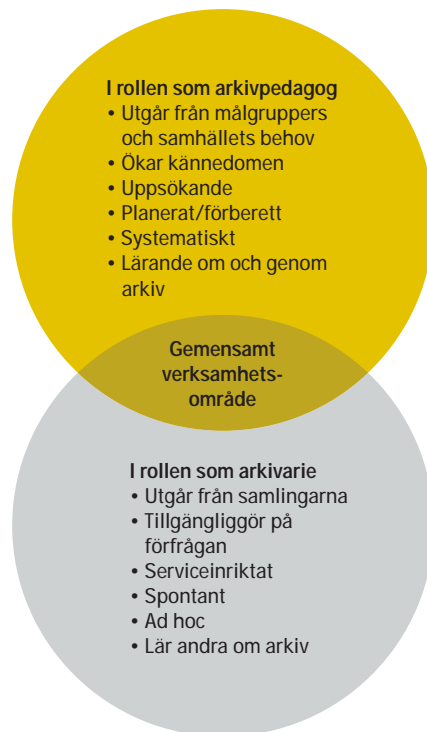 I rollen som arkivpedagog
• Utgår från målgruppers
och samhällets behov
• Ökar kännedomen
• Uppsökande
• Planerat/förberett
• Systematiskt
• Lärande om och genom
arkiv
Gemensamt
verksamhets-
område
I rollen som arkivarie
• Utgår från samlingarna
• Tillgängliggör på
förfrågan
• Serviceinriktat
• Spontant
• Ad hoc
• Lär andra om arkiv